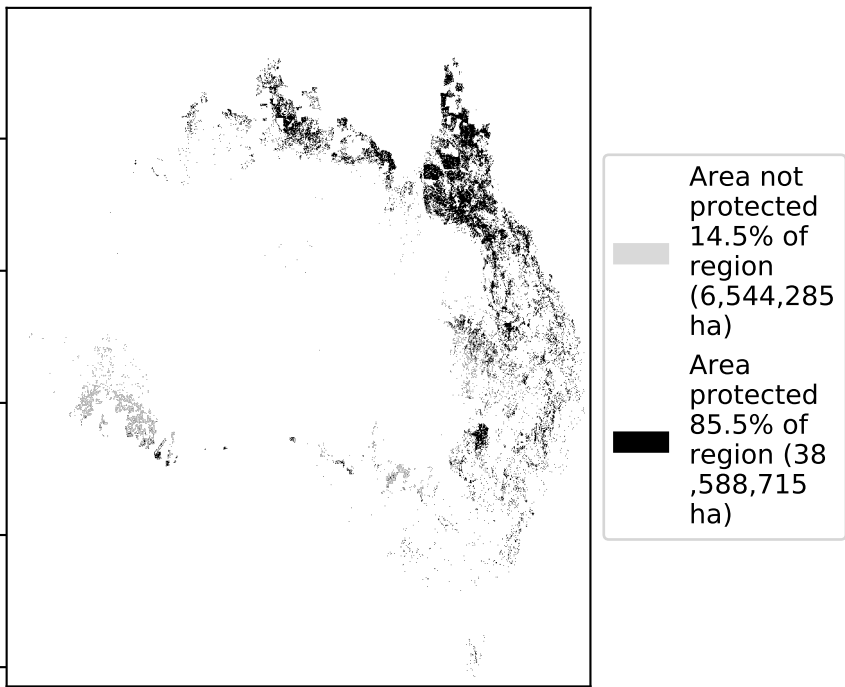 Area not
protected
14.5% of
region
(6,544,285
ha)
Area
protected
85.5% of
region (38
,588,715
ha)